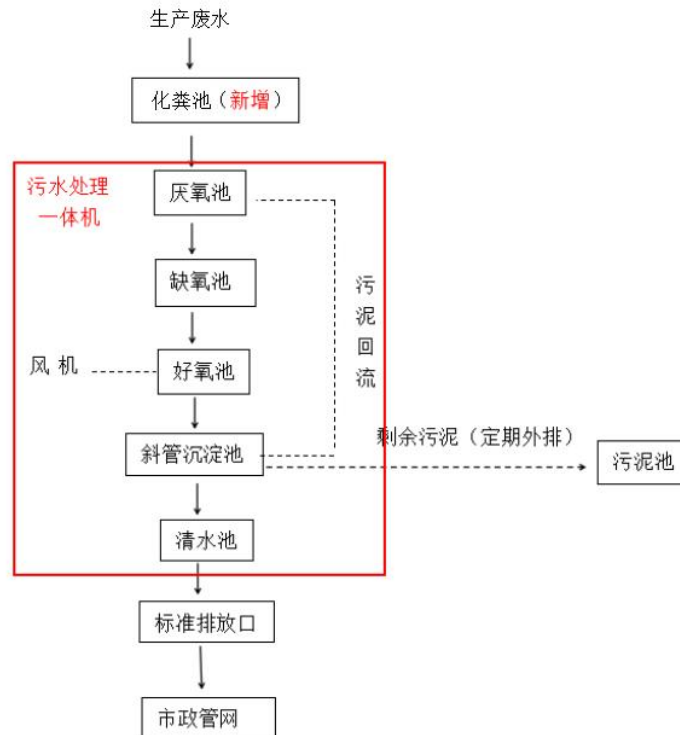 生产废水
化粪池（新增）
污水处理
一体机
厌氧池
缺氧池
污泥回流
风 机
好氧池
剩余污泥（定期外排）
斜管沉淀池
污泥池
清水池
标准排放口
市政管网